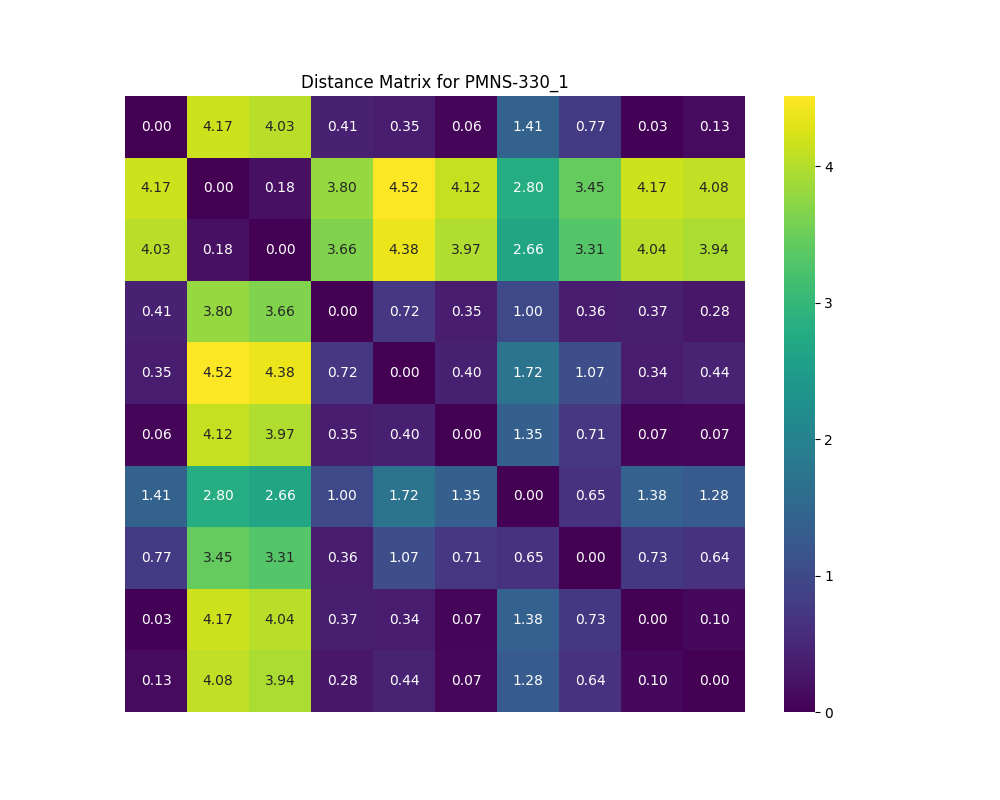 Distance Matrix for PMNS-330_1
0.00 4.17 4.03 0.41 0.35 0.06 1.41 0.77 0.03 0.13
4.17 0.00 0.18 3.80 4.52 4.12 2.80 3.45 4.17 4.08
4.03 0.18 0.00 3.66 4.38 3.97 2.66 3.31 4.04 3.94
0.41 3.80 3.66 0.00 0.72 0.35 1.00 0.36 0.37 0.28
0.35 4.52 4.38 0.72 0.00 0.40 1.72 1.07 0.34 0.44
0.06 4.12 3.97 0.35 0.40 0.00 1.35 0.71 0.07 0.07
1.41 2.80 2.66 1.00 1.72 1.35 0.00 0.65 1.38 1.28
0.77 3.45 3.31 0.36 1.07 0.71 0.65 0.00 0.73 0.64
0.03 4.17 4.04 0.37 0.34 0.07 1.38 0.73 0.00 0.10
0.13 4.08 3.94 0.28 0.44 0.07 1.28 0.64 0.10 0.00
4
3
2
1
0